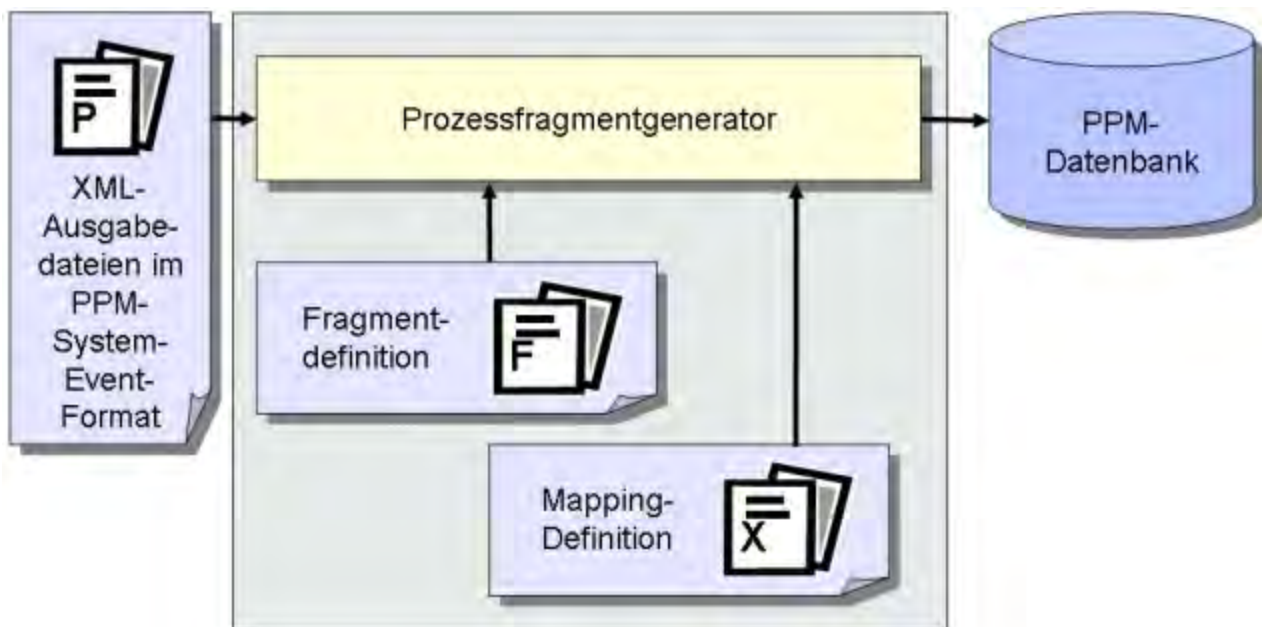 P
XML-
Ausgabe-
dateien im
PPM-
System-
Event-
Format
Prozessfragmentgenerator
PPM-
Datenbank
Fragment-
definition
F
Mapping-
Definition
X